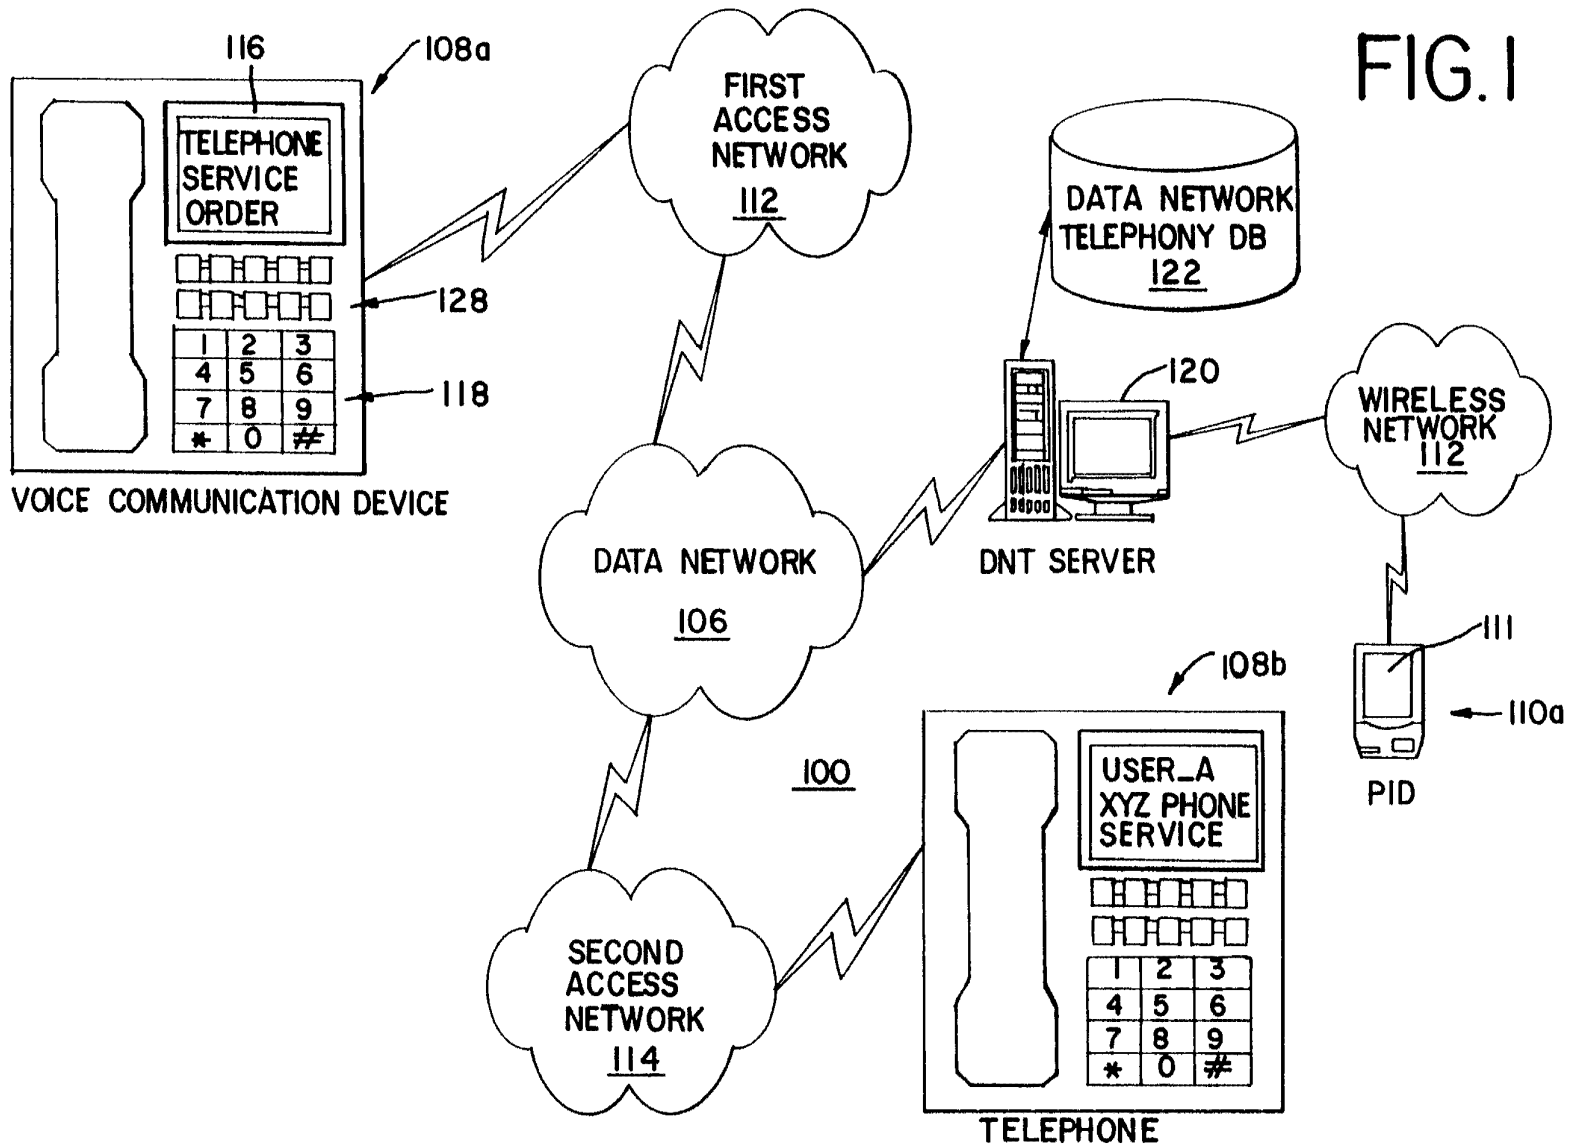 FIG. 1
116
108a
TELEPHONE
SERVICE
ORDER
128
1 2 3
4 5 6
7 8 9
* 0 #
118
VOICE COMMUNICATION DEVICE
FIRST
ACCESS
NETWORK
112
DATA NETWORK
TELEPHONY DB
122
120
DNT SERVER
WIRELESS
NETWORK
112
111
110a
PID
DATA NETWORK
106
100
SECOND
ACCESS
NETWORK
114
108b
USER_A
XYZ PHONE
SERVICE
1 2 3
4 5 6
7 8 9
* 0 #
TELEPHONE